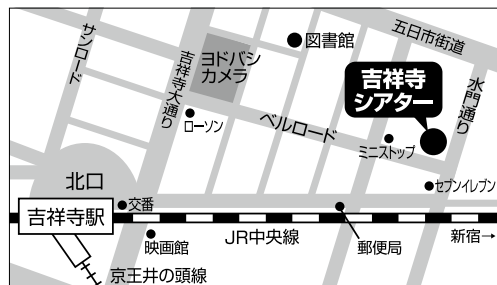 サンロード
吉祥寺大通り
ヨドバシ
カメラ
図書館
五日市街道
吉祥寺
シアター
水門通り
ローソン
ベルロード
ミニストップ
セブンイレブン
北口
交番
吉祥寺駅
映画館
JR中央線
郵便局
新宿→
京王井の頭線